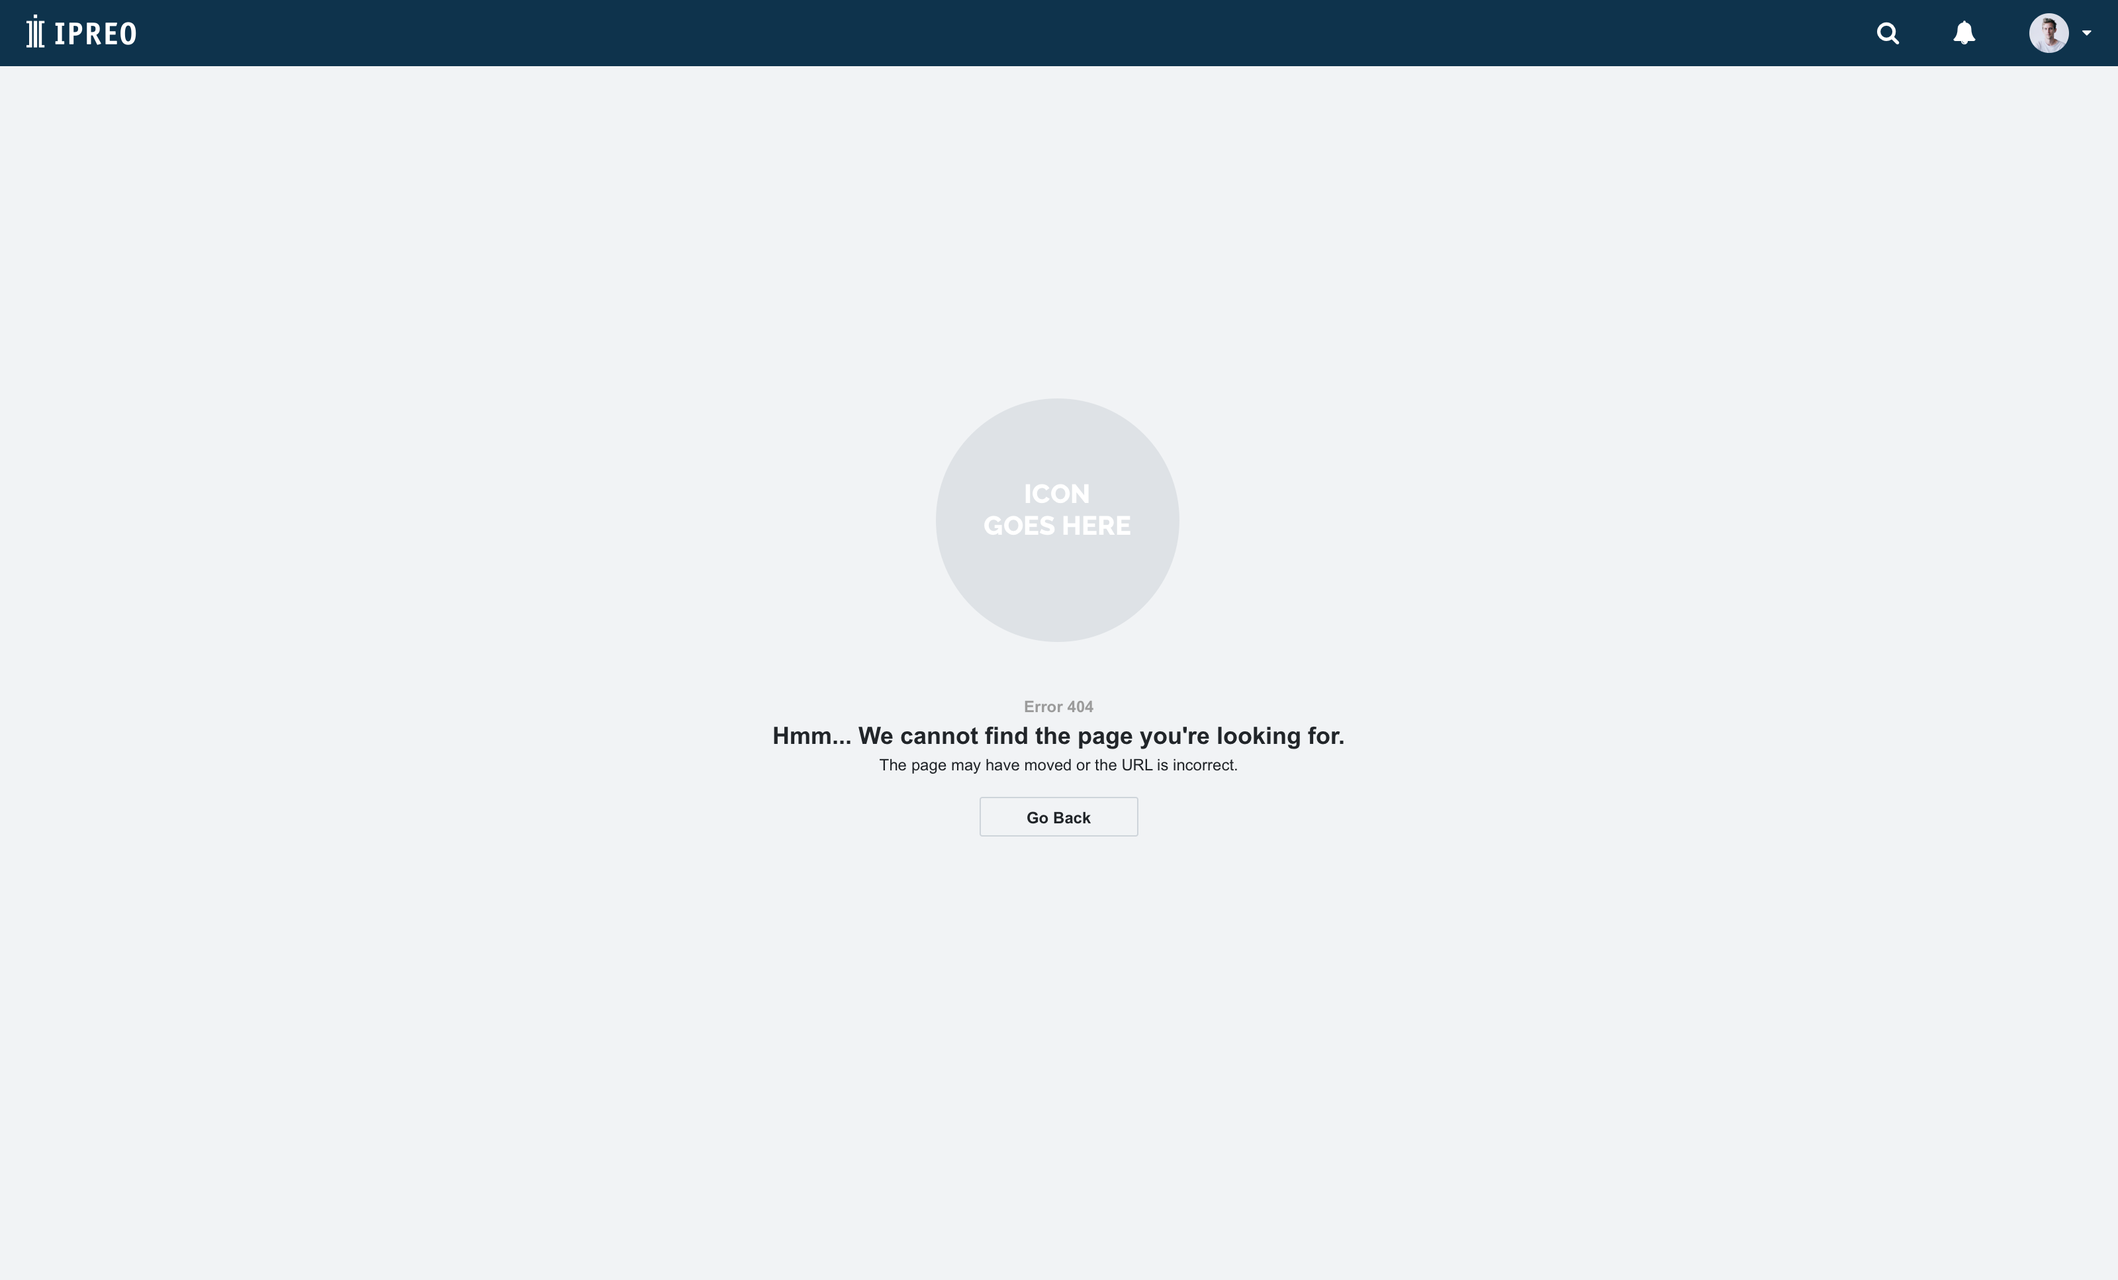 IPREO
ICON
GOES HERE
Error 404
Hmm... We cannot find the page you're looking for.
The page may have moved or the URL is incorrect.
Go Back